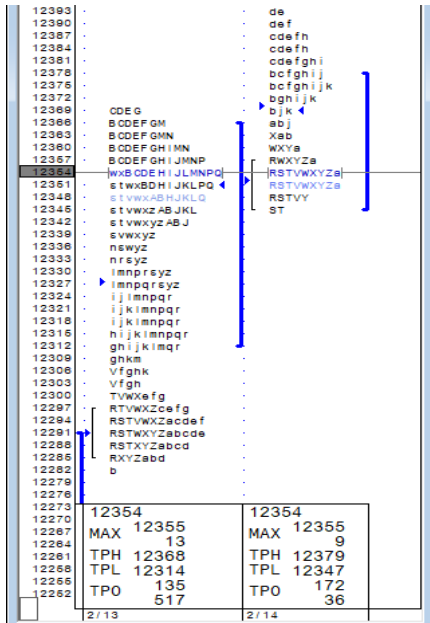 12393 de
12390 def
12387 cdefh
12384 cdefh
12381 cdefghi
12378 bcfghij
12375 bcfghijk
12372 bghijk
12369 CDEG bjk
12366 BCDEFGM abj
12363 BCDEFGMN Xab
12360 BCDEFGHIMN WXYa
12357 BCDEFGHIJMNP RWXYZa
12354 wxBCDEHIJLMNPQ RSTVWXYZa
12351 stwxBDHIJKLPQ RSTVWXYZa
12348 stvwxABHJKLQ RSTVY
12345 stvwxzABJKL ST
12342 stvwxyzABJ
12339 svwxyz
12336 nswyz
12333 nrsyz
12330 lmnprsyz
12327 lmnpqrsyz
12324 ijlmnpqr
12321 ijklmnpqr
12318 ijklmnpqr
12315 hijklmnpqr
12312 ghijklmqr
12309 ghkm
12306 Vfghk
12303 Vfgh
12300 TVWXefg
12297 RTVWXZcefg
12294 RSTVWXZacdef
12291 RSTWXYZabcde
12288 RSTXYZabcd
12285 RXYZabd
12282 b
12279
12276
12273
12270
12267
12264
12261
12258
12255
12252
12354
MAX 12355
13
TPH 12368
TPL 12314
TPO 135
517
2/13
12354
MAX 12355
9
TPH 12379
TPL 12347
TPO 172
36
2/14